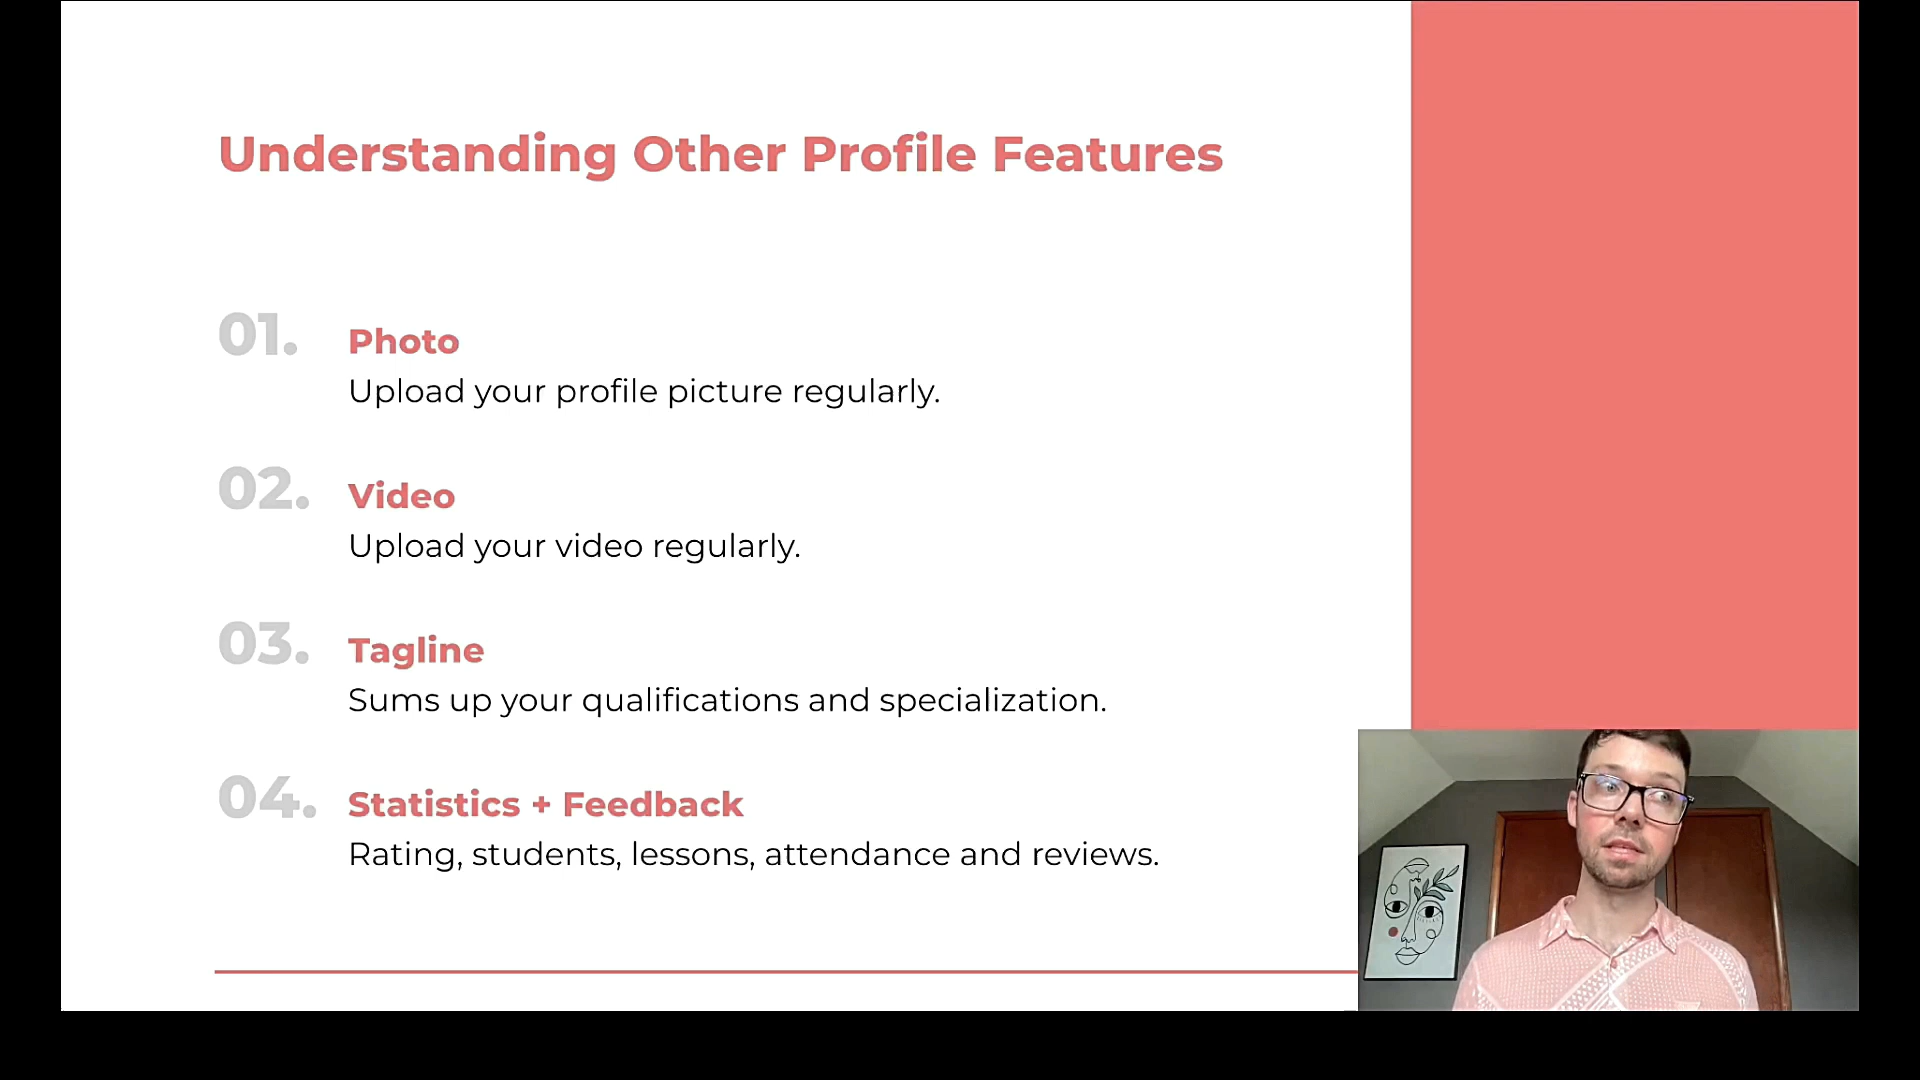 Understanding Other Profile Features
01.
Photo
Upload your profile picture regularly.
02.
Video
Upload your video regularly.
03.
Tagline
Sums up your qualifications and specialization.
04.
Statistics + Feedback
Rating, students, lessons, attendance and reviews.